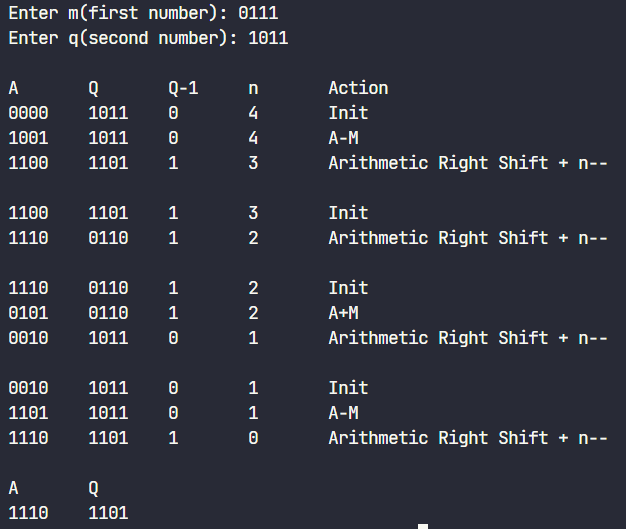 Enter m(first number): 0111
Enter q(second number): 1011
A Q Q-1 n Action
0000 1011 0 4 Init
1001 1011 0 4 A-M
1100 1101 1 3 Arithmetic Right Shift + n--
1100 1101 1 3 Init
1110 0110 1 2 Arithmetic Right Shift + n--
1110 0110 1 2 Init
0101 0110 1 2 A+M
0010 1011 0 1 Arithmetic Right Shift + n--
0010 1011 0 1 Init
1101 1011 0 1 A-M
1110 1101 1 0 Arithmetic Right Shift + n--
A Q
1110 1101